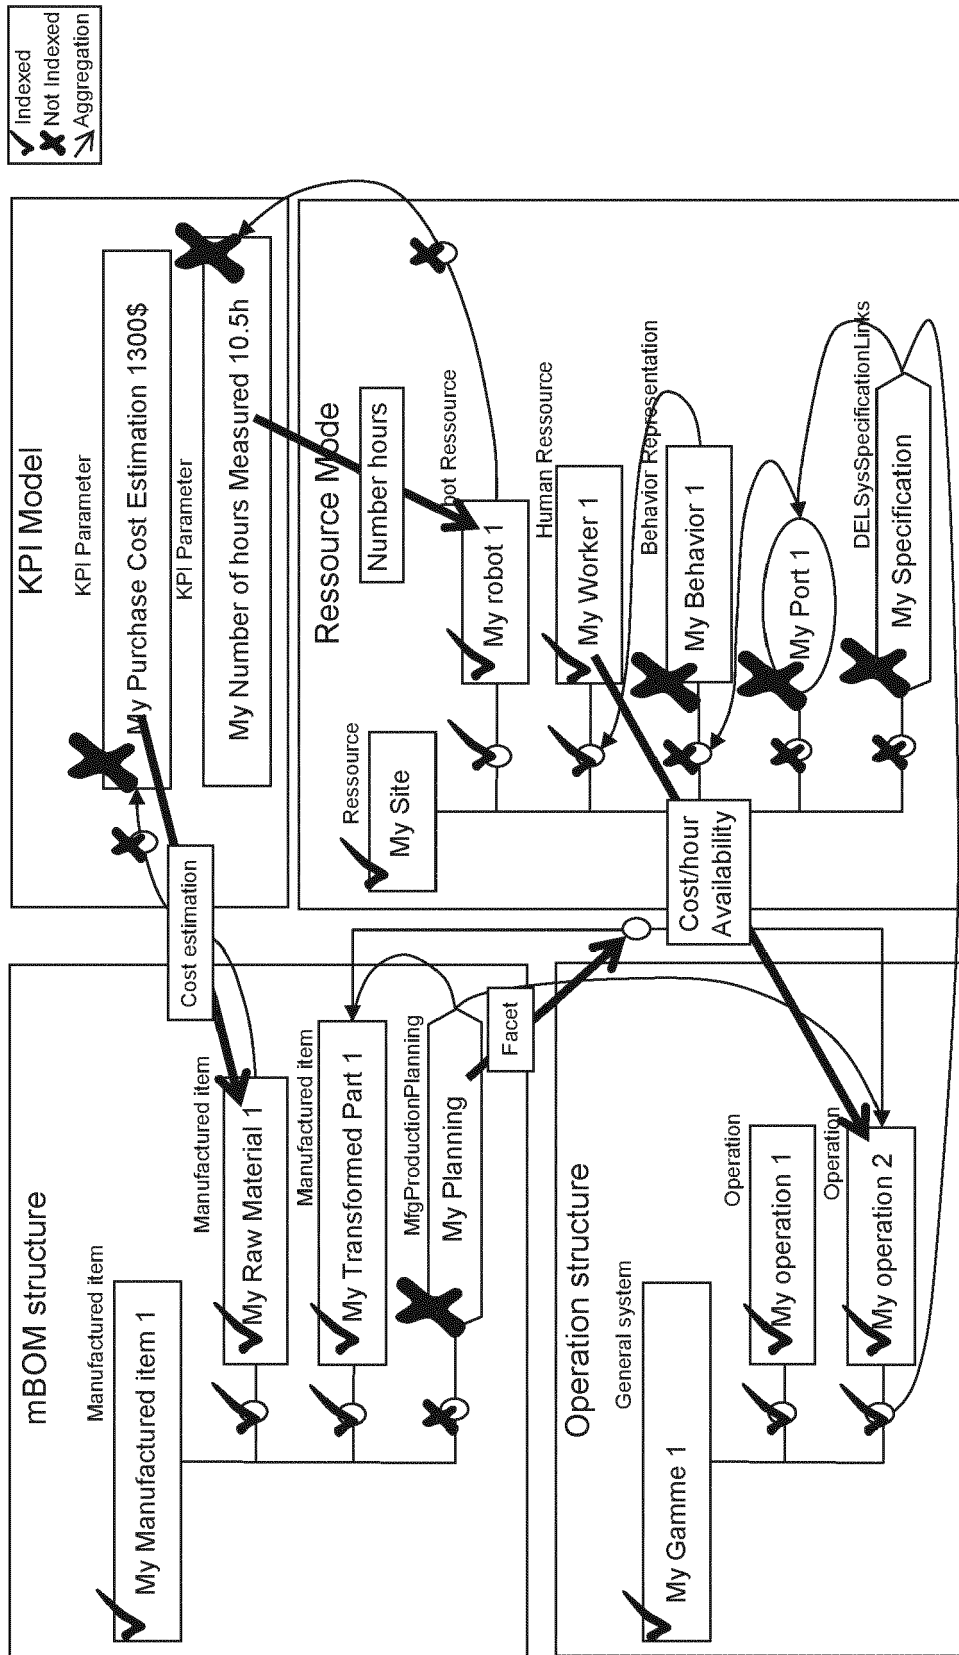 mBOM structure
Manufactured item
My Manufactured item 1
Manufactured item
My Raw Material 1
Manufactured item
My Transformed Part 1
MfgProductionPlanning
My Planning
Cost estimation
Facet
KPI Model
KPI Parameter
My Purchase Cost Estimation 1300$
KPI Parameter
My Number of hours Measured 10.5h
Indexed
Not Indexed
Aggregation
Operation structure
General system
My Gamme 1
Operation
My operation 1
Operation
My operation 2
Cost/hour
Availability
Ressource Mode
Number hours
Ressource
My Site
bot Ressource
My robot 1
Human Ressource
My Worker 1
Behavior Representation
My Behavior 1
My Port 1
DELSysSpecificationLinks
My Specification